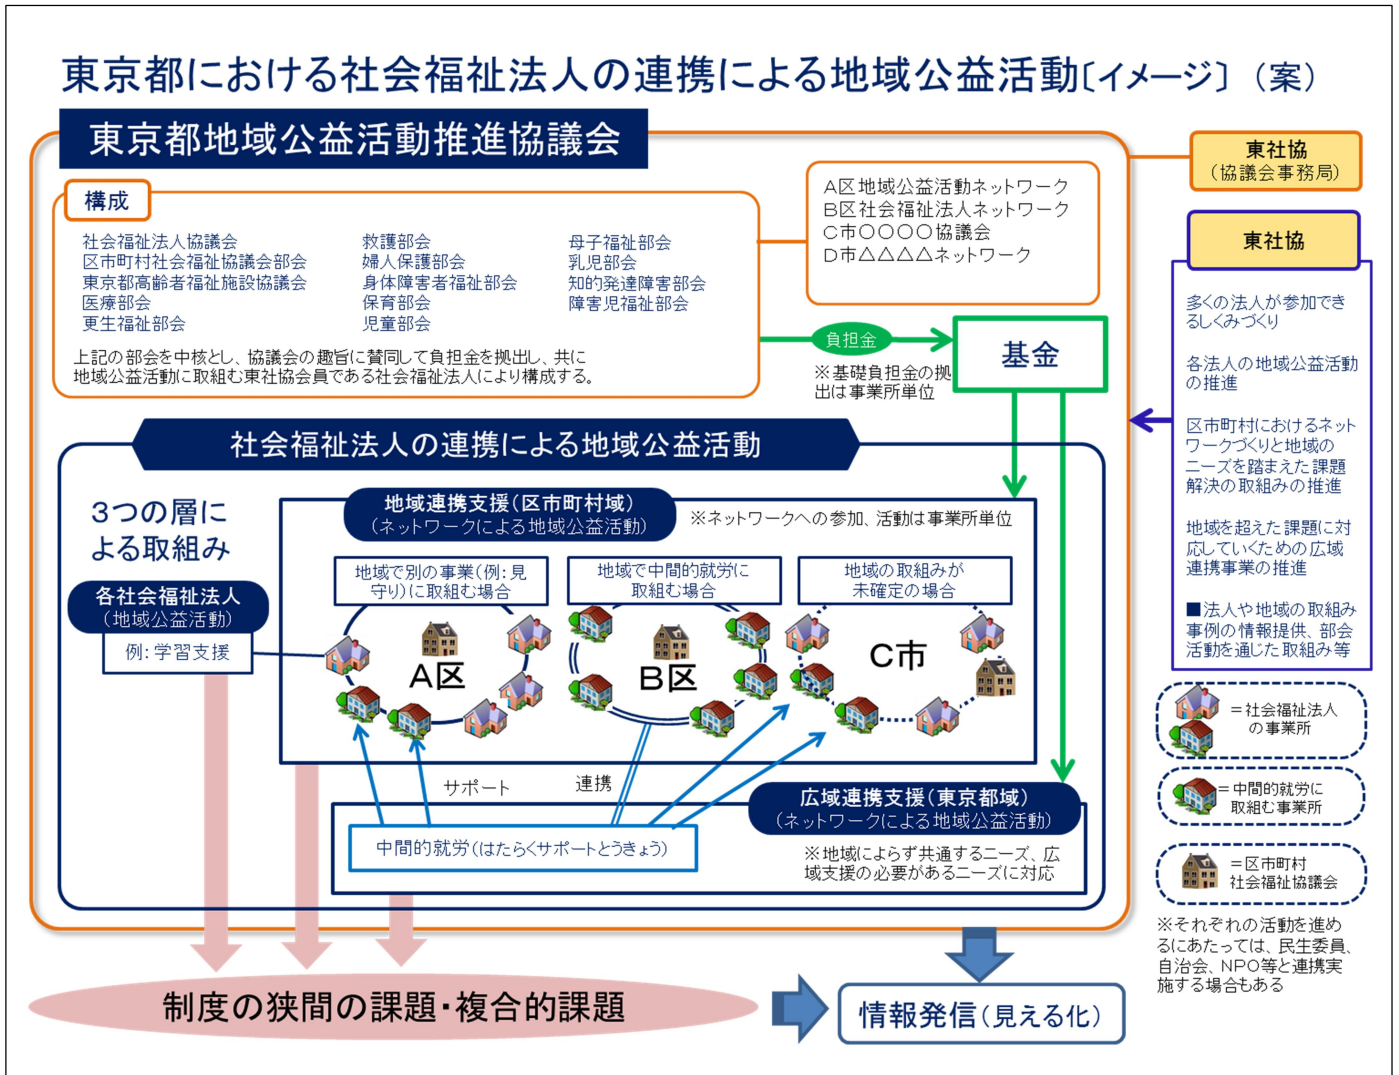 東京都における社会福祉法人の連携による地域公益活動〔イメージ〕（案）
東京都地域公益活動推進協議会
東社協
（協議会事務局）
構成
社会福祉法人協議会
区市町村社会福祉協議会部会
東京都高齢者福祉施設協議会
医療部会
更生福祉部会
救護部会
婦人保護部会
身体障害者福祉部会
保育部会
児童部会
母子福祉部会
乳児部会
知的発達障害部会
障害児福祉部会
上記の部会を中核とし、協議会の趣旨に賛同して負担金を拠出し、共に
地域公益活動に取組む東社協会員である社会福祉法人により構成する。
A区地域公益活動ネットワーク
B区社会福祉法人ネットワーク
C市〇〇〇〇協議会
D市△△△△ネットワーク
負担金
※基礎負担金の拠
出は事業所単位
基金
東社協
多くの法人が参加でき
るしくみづくり
各法人の地域公益活動
の推進
区市町村におけるネット
ワークづくりと地域の
ニーズを踏まえた課題
解決の取組みの推進
地域を超えた課題に対
応していくための広域
連携事業の推進
■法人や地域の取組み
事例の情報提供、部会
活動を通じた取組み等
社会福祉法人の連携による地域公益活動
３つの層に
よる取組み
各社会福祉法人
（地域公益活動）
例：学習支援
地域連携支援（区市町村域）
（ネットワークによる地域公益活動）
※ネットワークへの参加、活動は事業所単位
地域で別の事業（例：見
守り）に取組む場合
地域で中間的就労に
取組む場合
地域の取組みが
未確定の場合
A区
B区
C市
サポート
連携
広域連携支援（東京都域）
（ネットワークによる地域公益活動）
中間的就労（はたらくサポートとうきょう）
※地域によらず共通するニーズ、広
域支援の必要があるニーズに対応
＝社会福祉法人
の事業所
＝中間的就労に
取組む事業所
＝区市町村
社会福祉協議会
※それぞれの活動を進め
るにあたっては、民生委員、
自治会、NPO等と連携実
施する場合もある
制度の狭間の課題・複合的課題
情報発信（見える化）